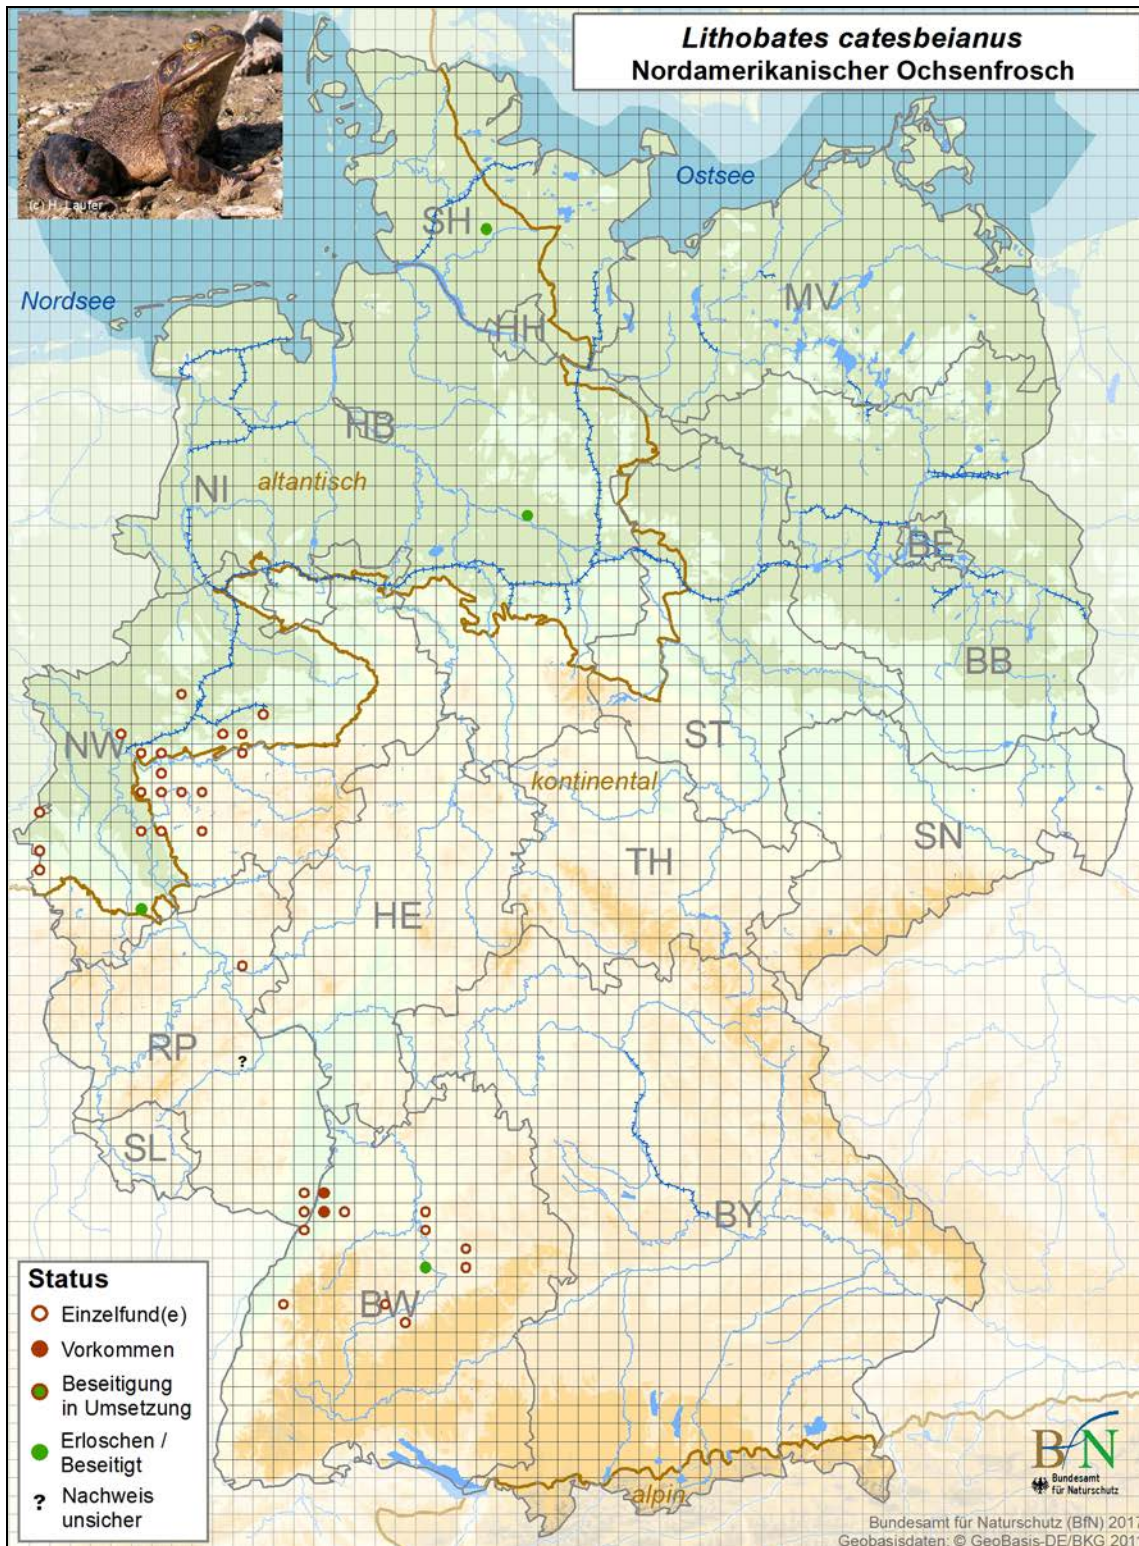 Lithobates catesbeianus
Nordamerikanischer Ochsenfrosch
(c) H. Laufer
Ostsee
SH
Nordsee
MV
HH
HB
NI
altantisch
BE
BB
NW
ST
kontinental
SN
TH
HE
RP
?
SL
BY
BW
Status
Einzelfund(e)
Vorkommen
Beseitigung
in Umsetzung
Erloschen /
Beseitigt
? Nachweis
unsicher
alpin
BfN
Bundesamt
für Naturschutz
Bundesamt für Naturschutz (BfN) 2017
Geobasisdaten: © GeoBasis-DE/BKG 201